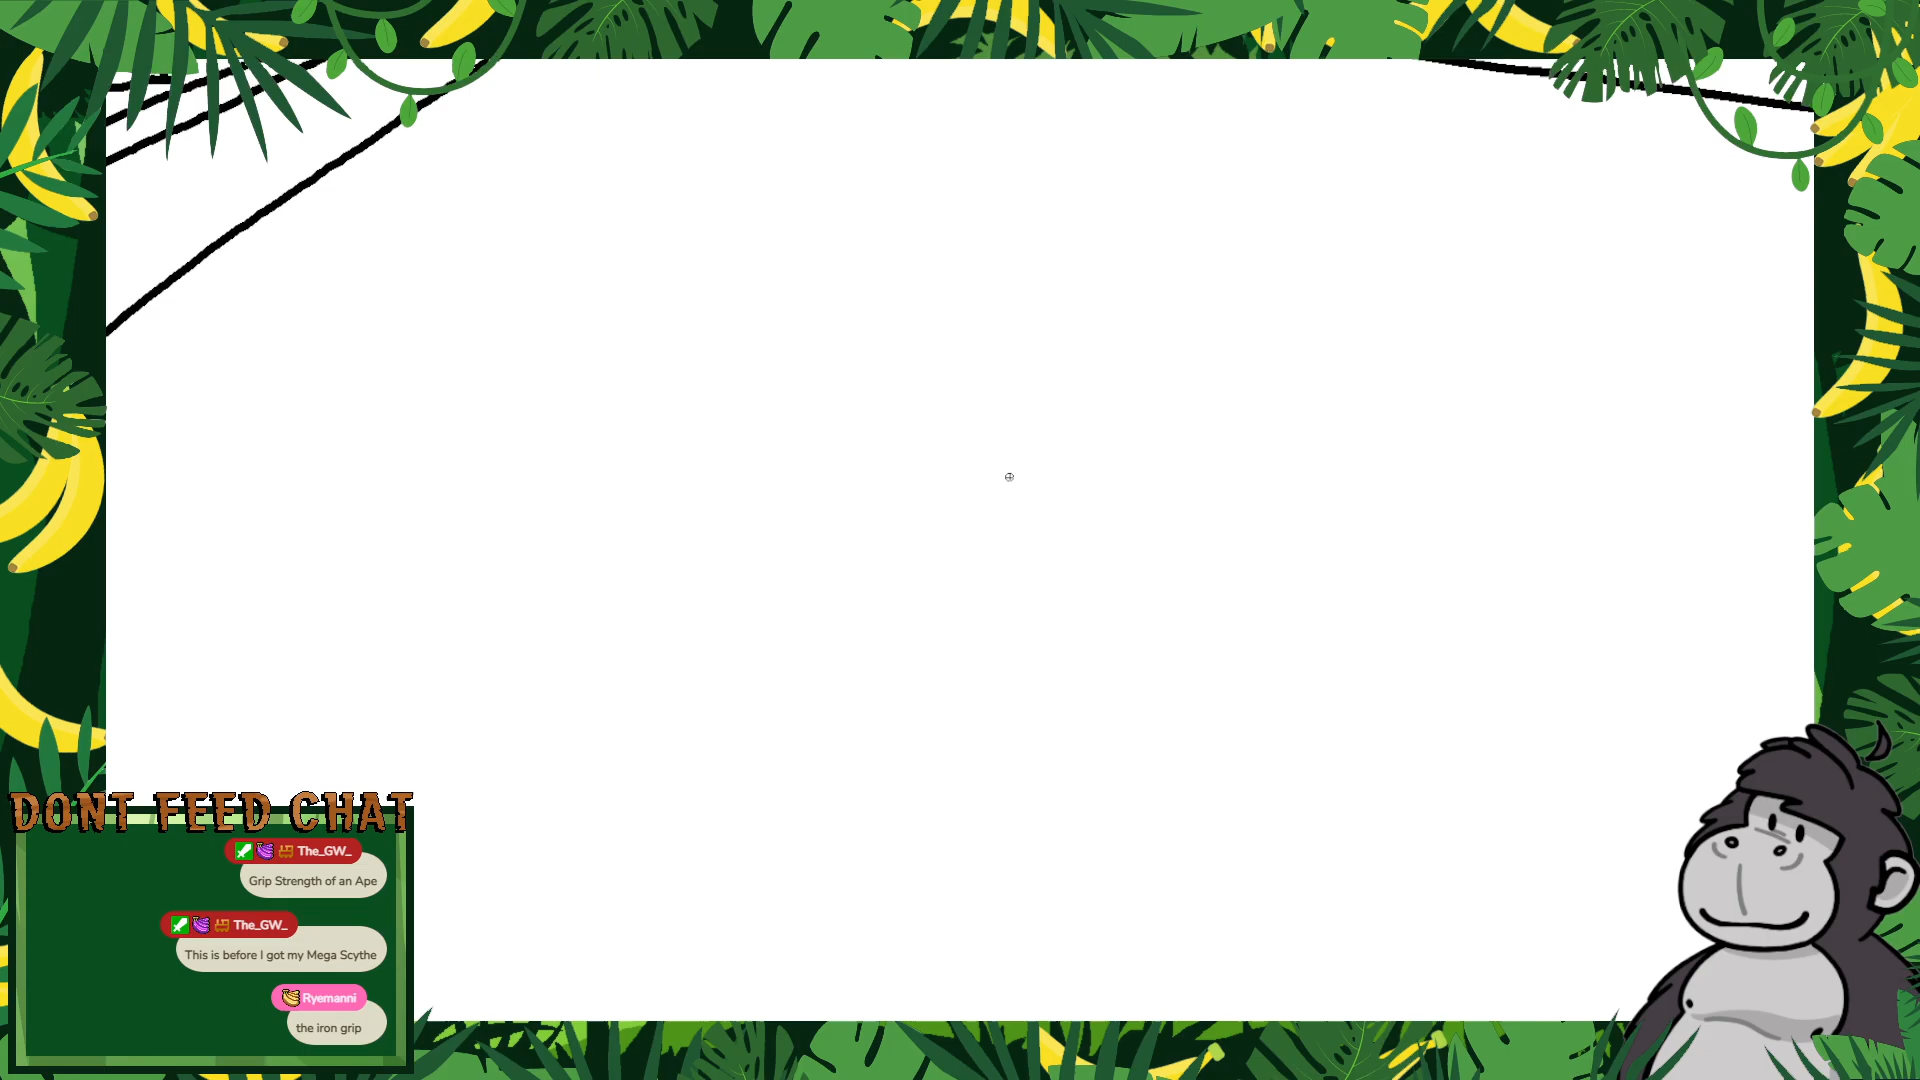 DONT FEED CHAT
The_GW_
Grip Strength of an Ape
The_GW_
This is before I got my Mega Scythe
Ryemanni
the iron grip